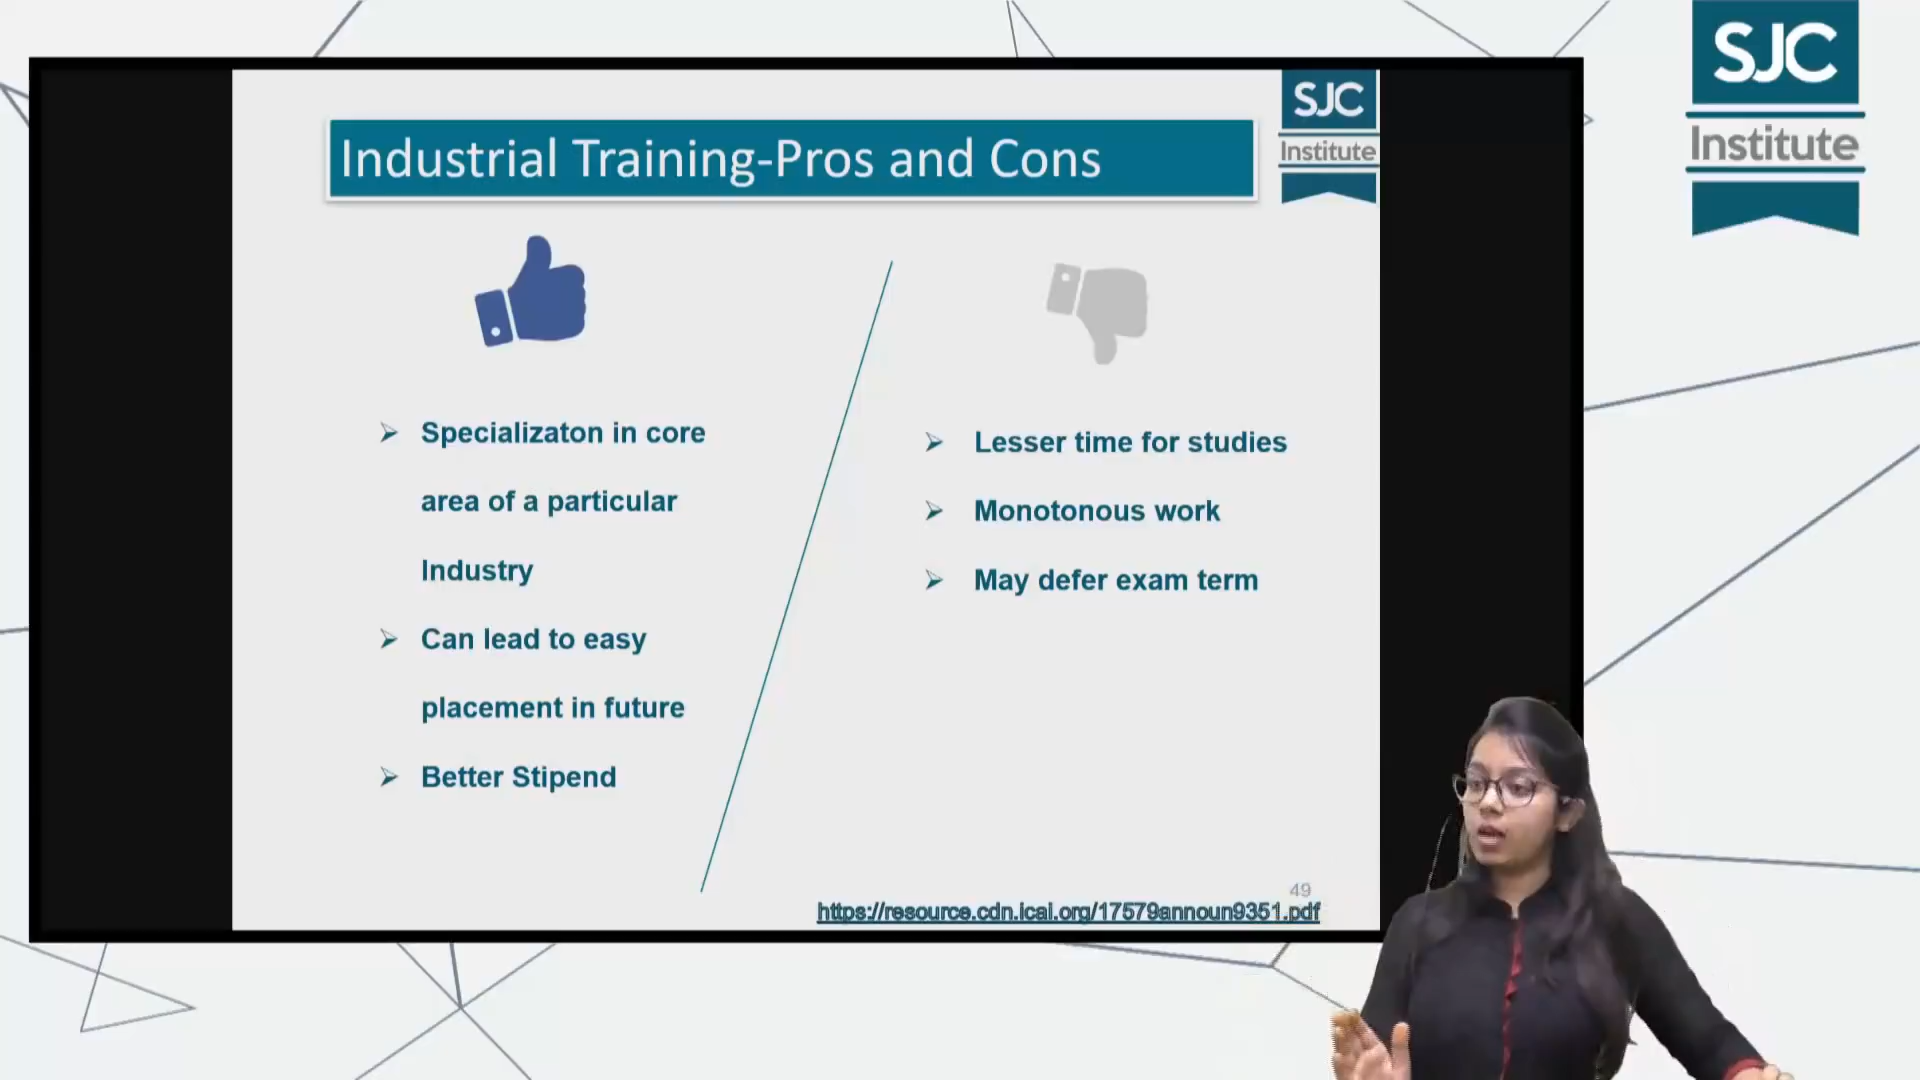 SJC
Institute
Industrial Training-Pros and Cons
SJC
Institute
Specializaton in core
area of a particular
Industry
Can lead to easy
placement in future
Better Stipend
Lesser time for studies
Monotonous work
May defer exam term
49
https://resource.cdn.icai.org/17579announ9351.pdf